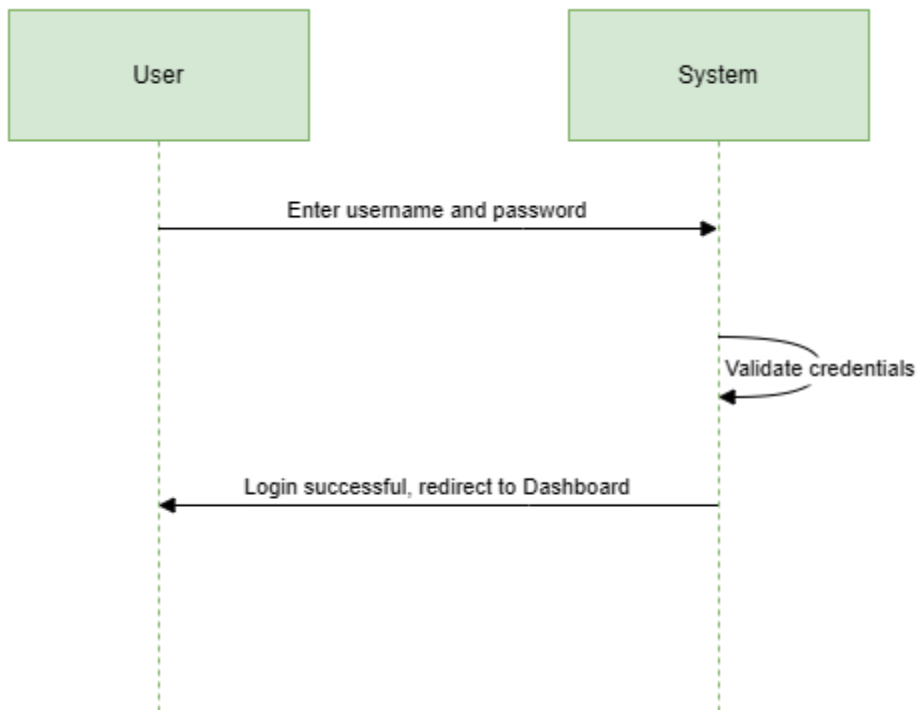 User
System
Enter username and password
Validate credentials
Login successful, redirect to Dashboard